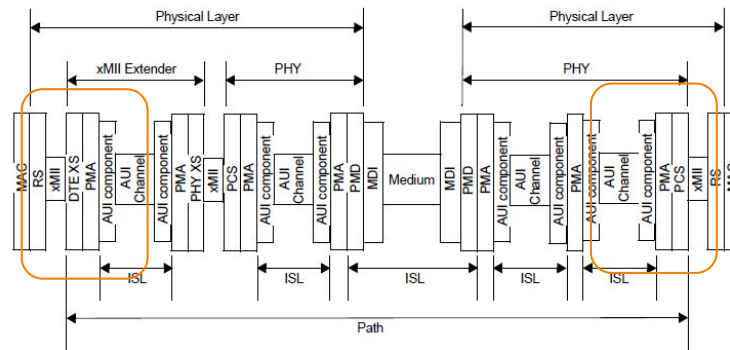 Physical Layer
Physical Layer
xMII Extender
PHY
PHY
MAC
RS
xMII
DTE XS
PMA
AUI component
AUI
Channel
AUI component
PMA
PHY XS
xMII
PCS
PMA
AUI component
AUI
Channel
AUI component
PMA
PMD
MDI
Medium
MDI
PMD
PMA
AUI component
AUI
Channel
AUI component
PMA
AUI component
AUI
Channel
AUI component
PMA
PCS
xMII
RS
MAC
ISL
ISL
ISL
ISL
ISL
Path